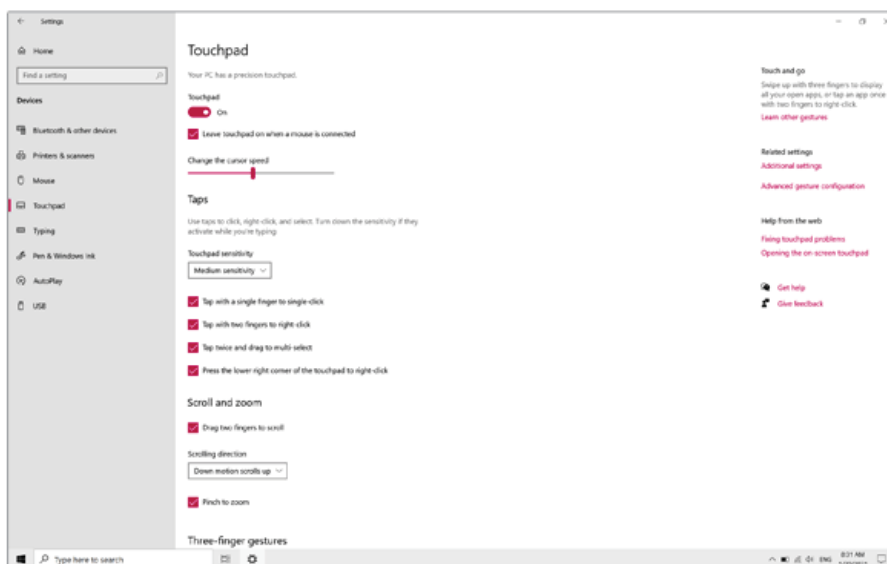 Settings
Home
Find a setting
Devices
Bluetooth & other devices
Printers & scanners
Mouse
Touchpad
Typing
Pen & Windows Ink
AutoPlay
USB
Touchpad
Your PC has a precision touchpad.
Touchpad
On
Leave touchpad on when a mouse is connected
Change the cursor speed
Taps
Use taps to click, right-click, and select. Turn down the sensitivity if they
activate while you're typing.
Touchpad sensitivity
Medium sensitivity
Tap with a single finger to single-click
Tap with two fingers to right-click
Tap twice and drag to multi-select
Press the lower right corner of the touchpad to right-click
Scroll and zoom
Drag two fingers to scroll
Scrolling direction
Down motion scrolls up
Pinch to zoom
Three-finger gestures
Touch and go
Swipe up with three fingers to display
all your open apps, or tap an app once
with two fingers to right-click.
Learn other gestures
Related settings
Additional settings
Advanced gesture configuration
Help from the web
Fixing touchpad problems
Opening the on-screen touchpad
Get help
Give feedback
Type here to search
ENG
8:31 AM